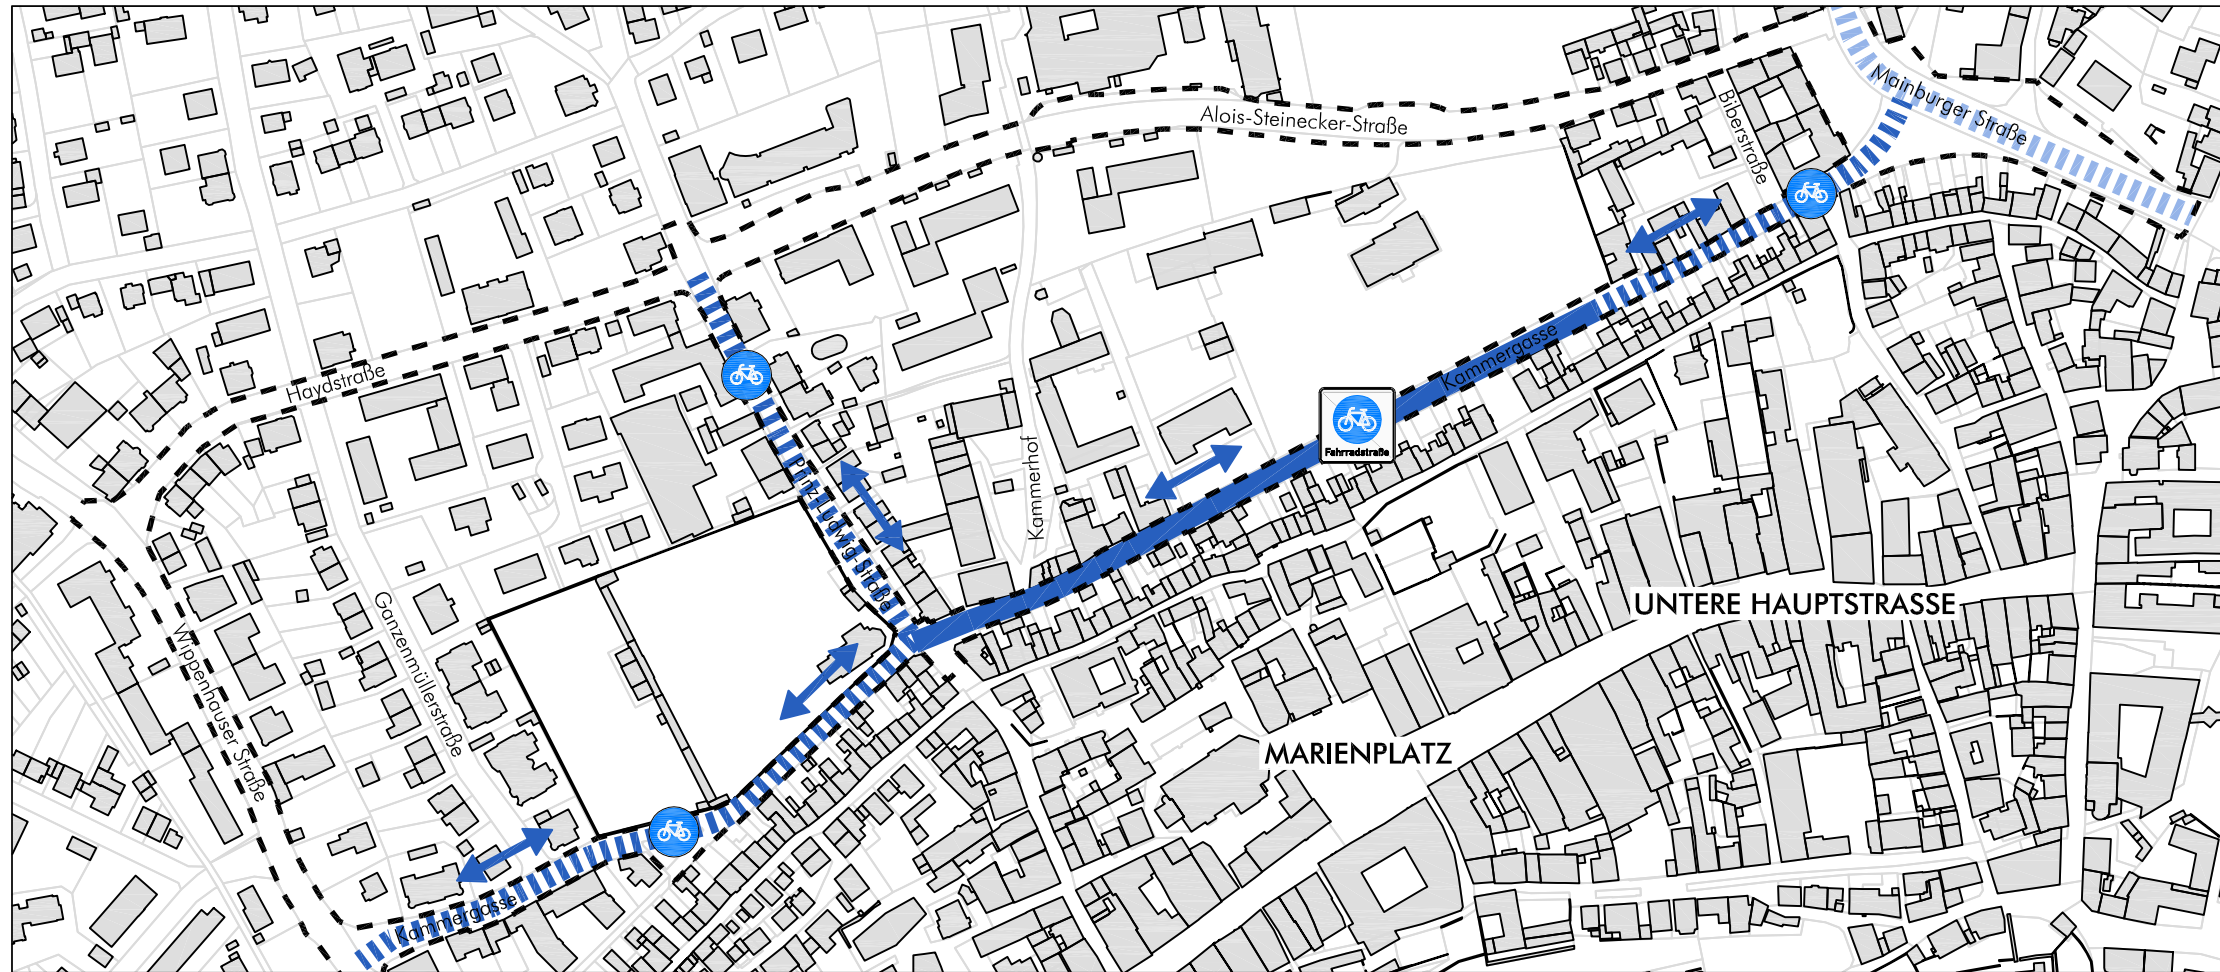 Mainburger Straße
Alois-Steinecker-Straße
Biberstraße
Haydstraße
Kammergasse
Fahrradstraße
Kammerhof
Prinz-Ludwig-Straße
Ganzenmüllerstraße
Wippenhauser Straße
UNTERE HAUPTSTRASSE
MARIENPLATZ
Kammergasse